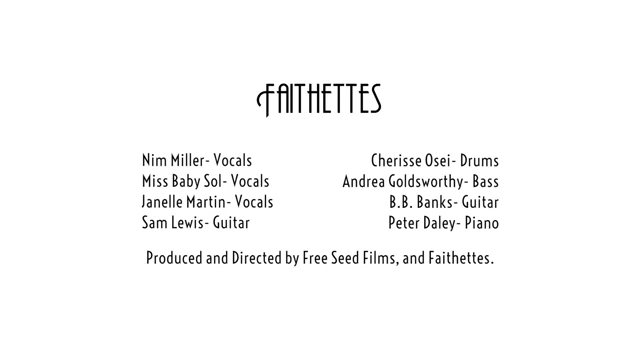 FAITHETTES
Nim Miller- Vocals
Miss Baby Sol- Vocals
Janelle Martin- Vocals
Sam Lewis- Guitar
Cherisse Osei- Drums
Andrea Goldsworthy- Bass
B.B. Banks- Guitar
Peter Daley- Piano
Produced and Directed by Free Seed Films, and Faithettes.